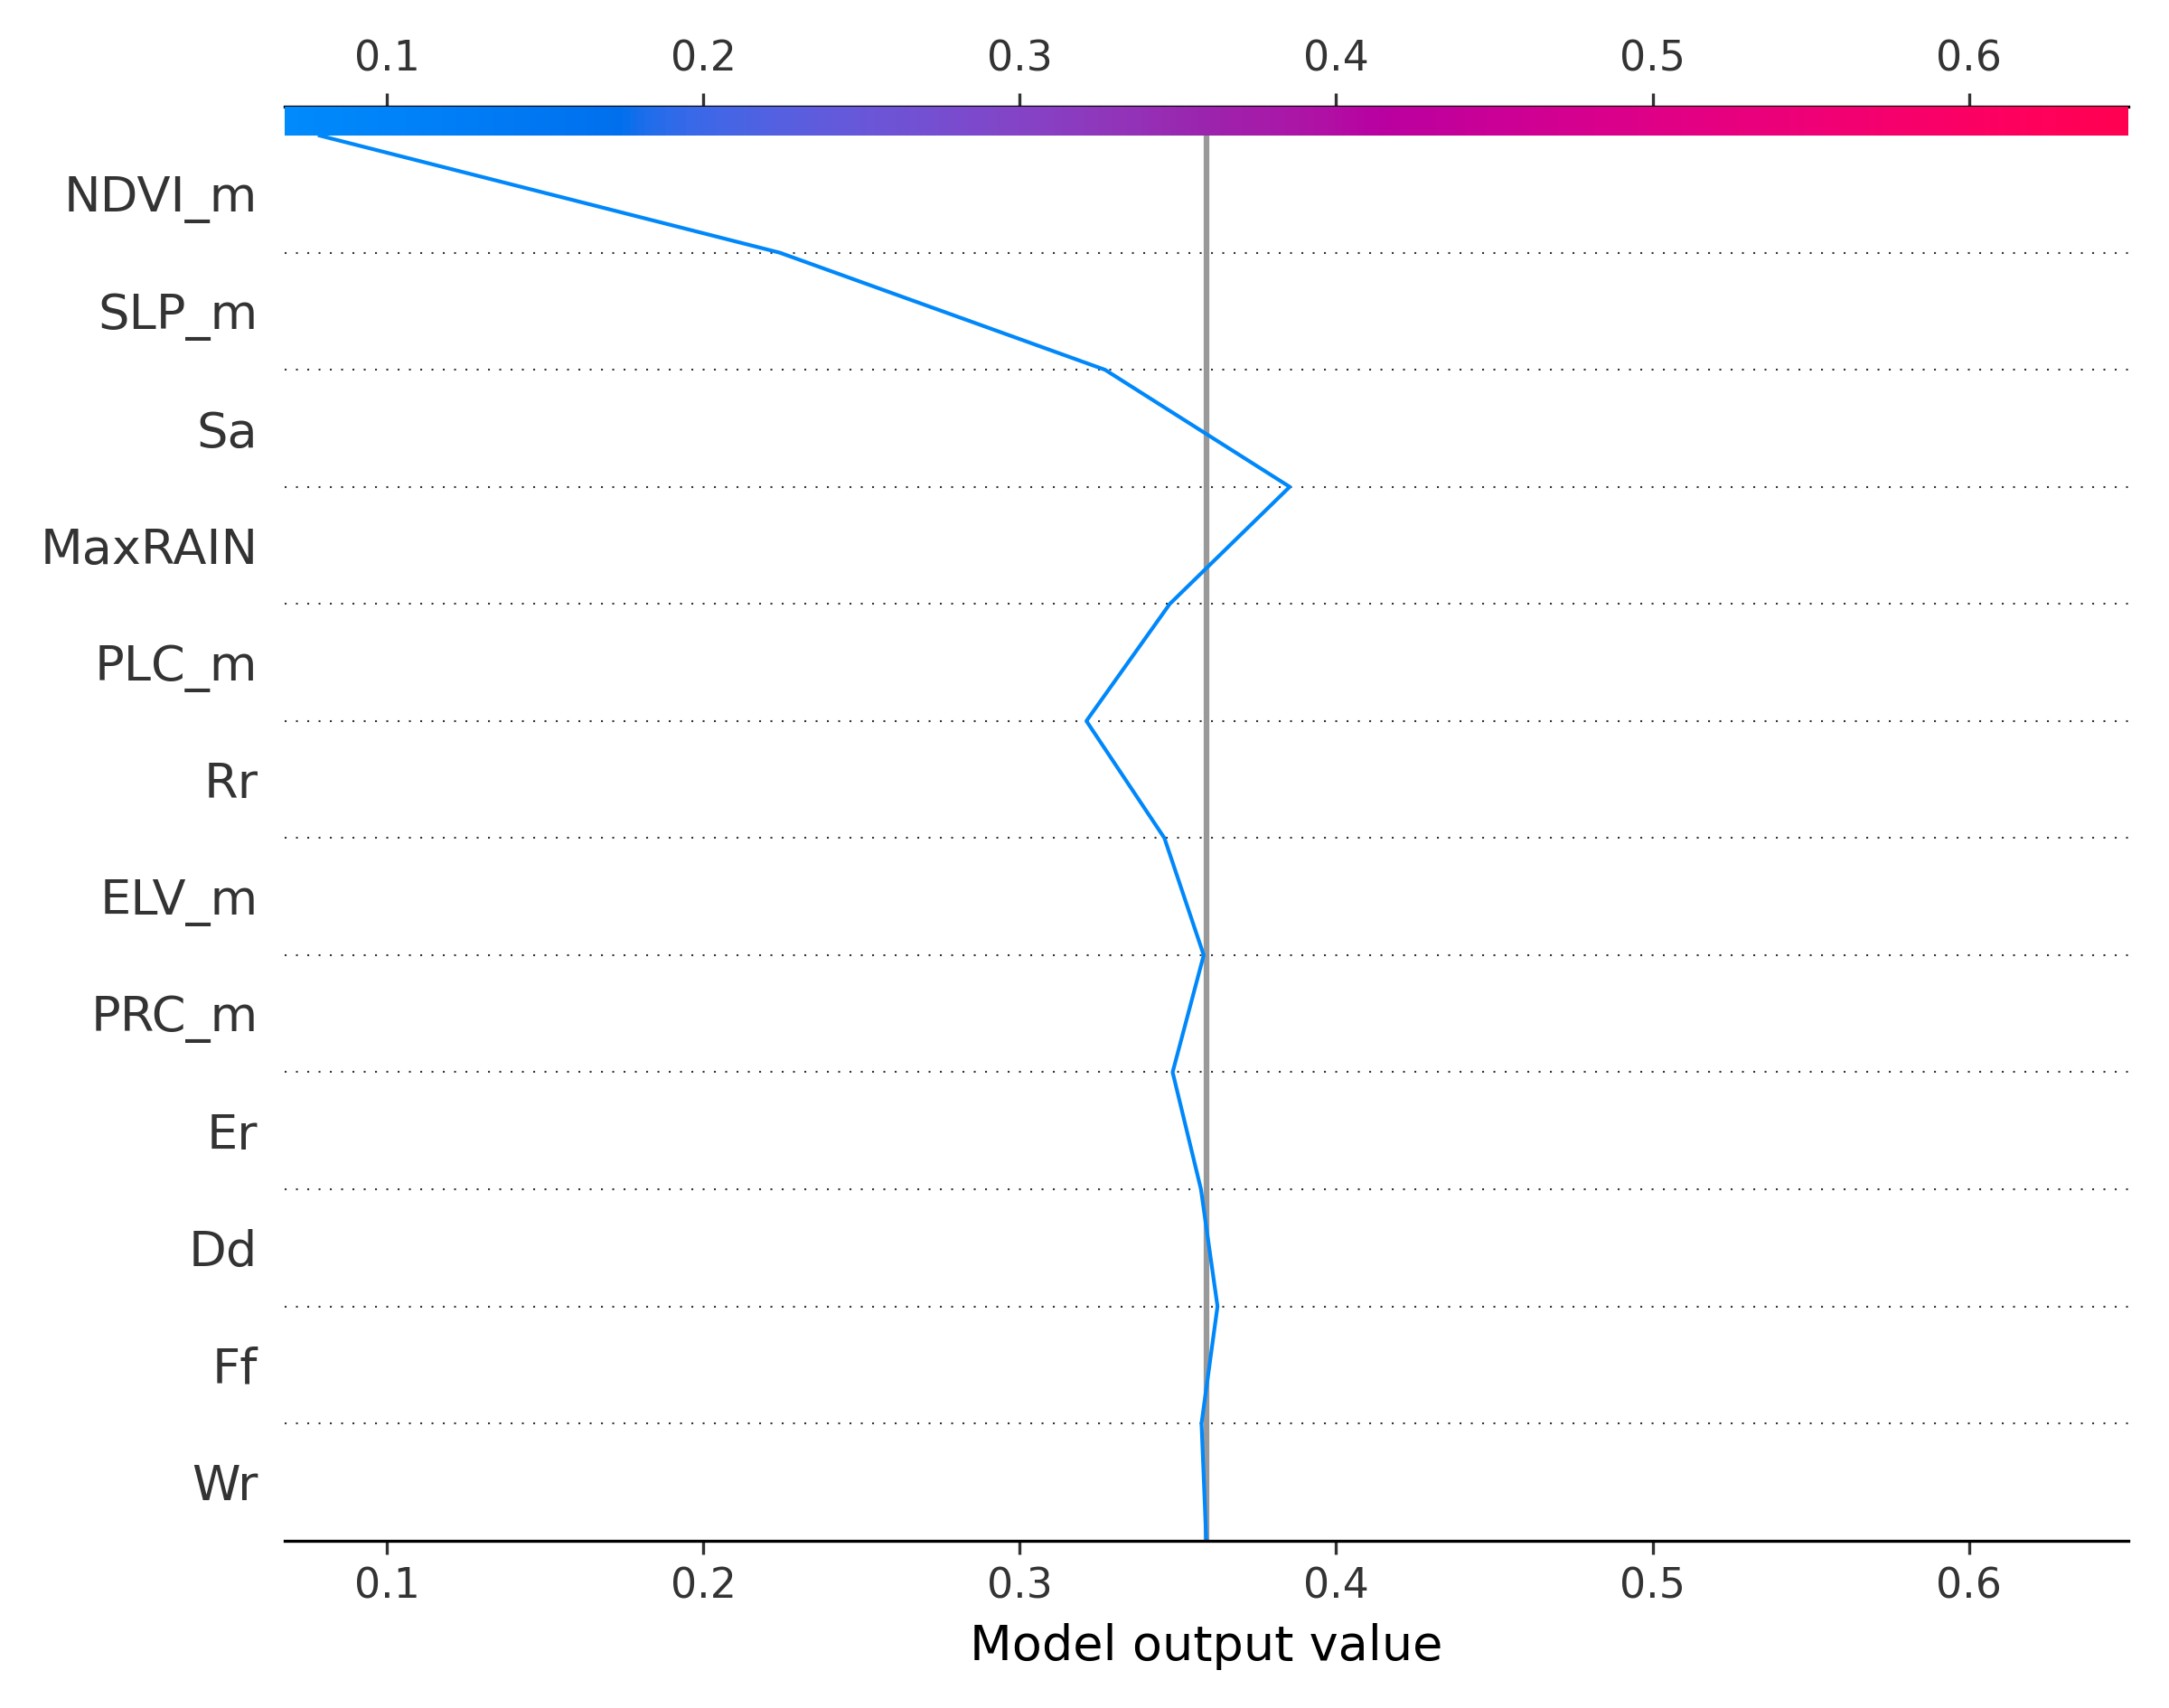 0.1 0.2 0.3 0.4 0.5 0.6
NDVI_m
SLP_m
Sa
MaxRAIN
PLC_m
Rr
ELV_m
PRC_m
Er
Dd
Ff
Wr
0.1 0.2 0.3 0.4 0.5 0.6
Model output value